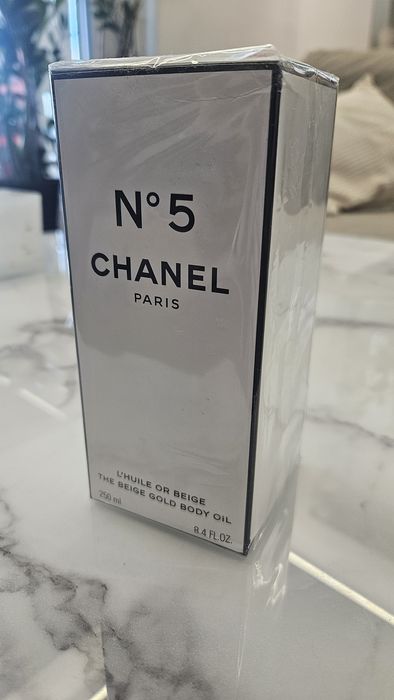 N° 5
CHANEL
PARIS
L'HUILE OR BEIGE
THE BEIGE GOLD BODY OIL
250 ml
8.4 FL.OZ.